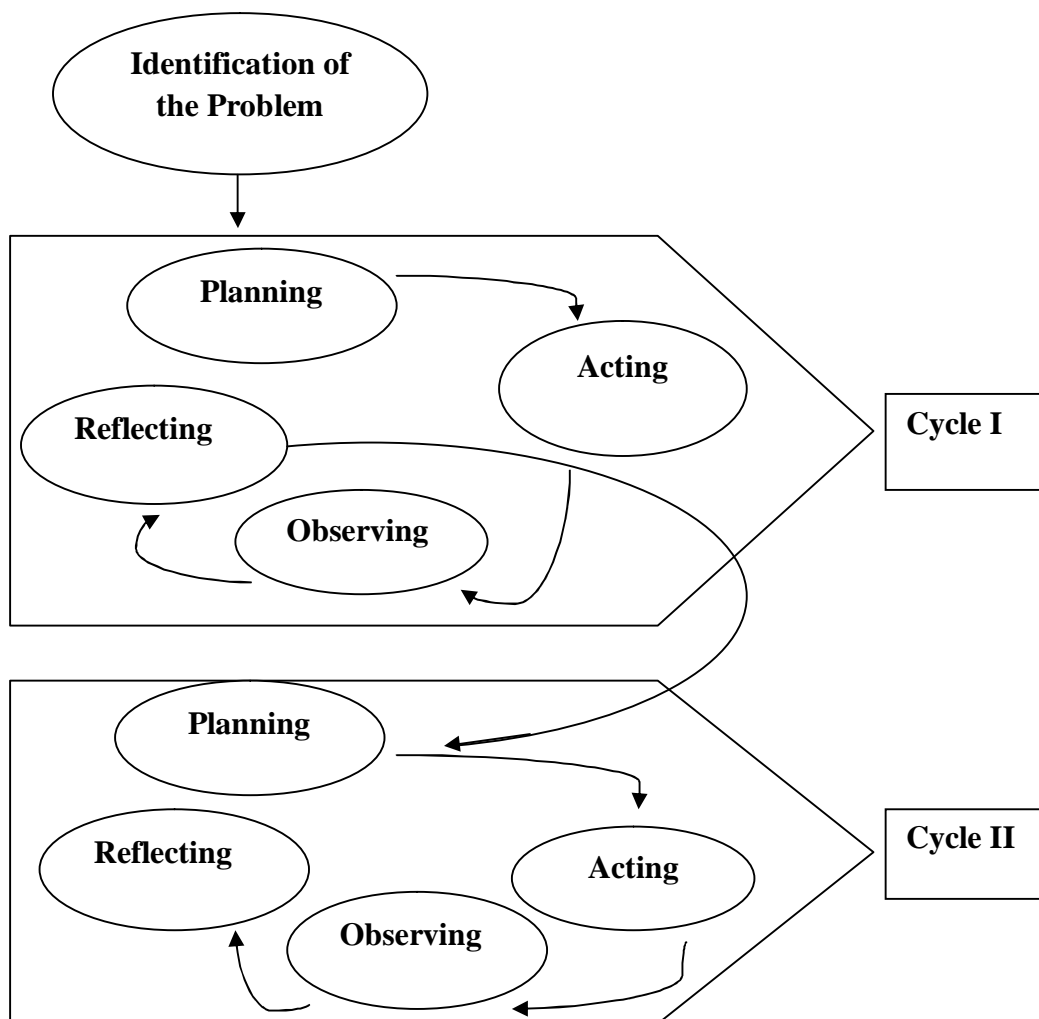 Identification of
the Problem
Planning
Acting
Reflecting
Cycle I
Observing
Planning
Reflecting
Acting
Cycle II
Observing